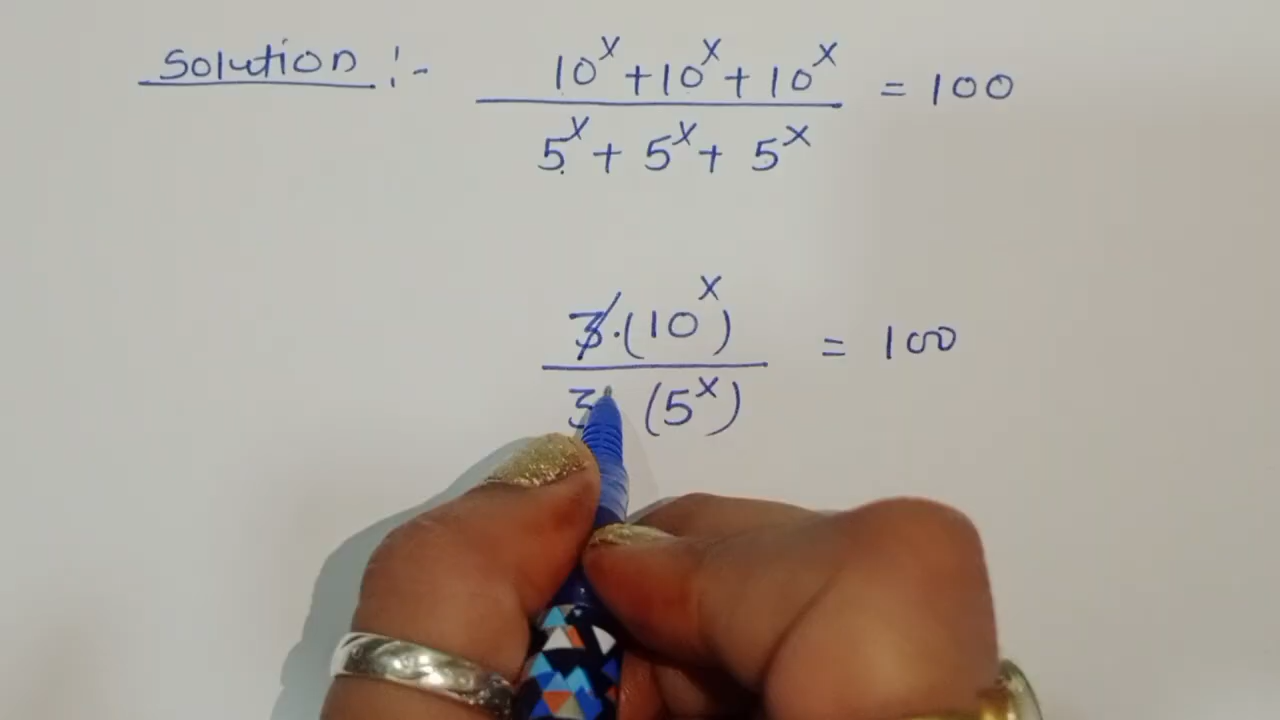 Solution :-
10^x + 10^x + 10^x = 100
5^x + 5^x + 5^x
3 · (10^x) = 100
3 (5^x)